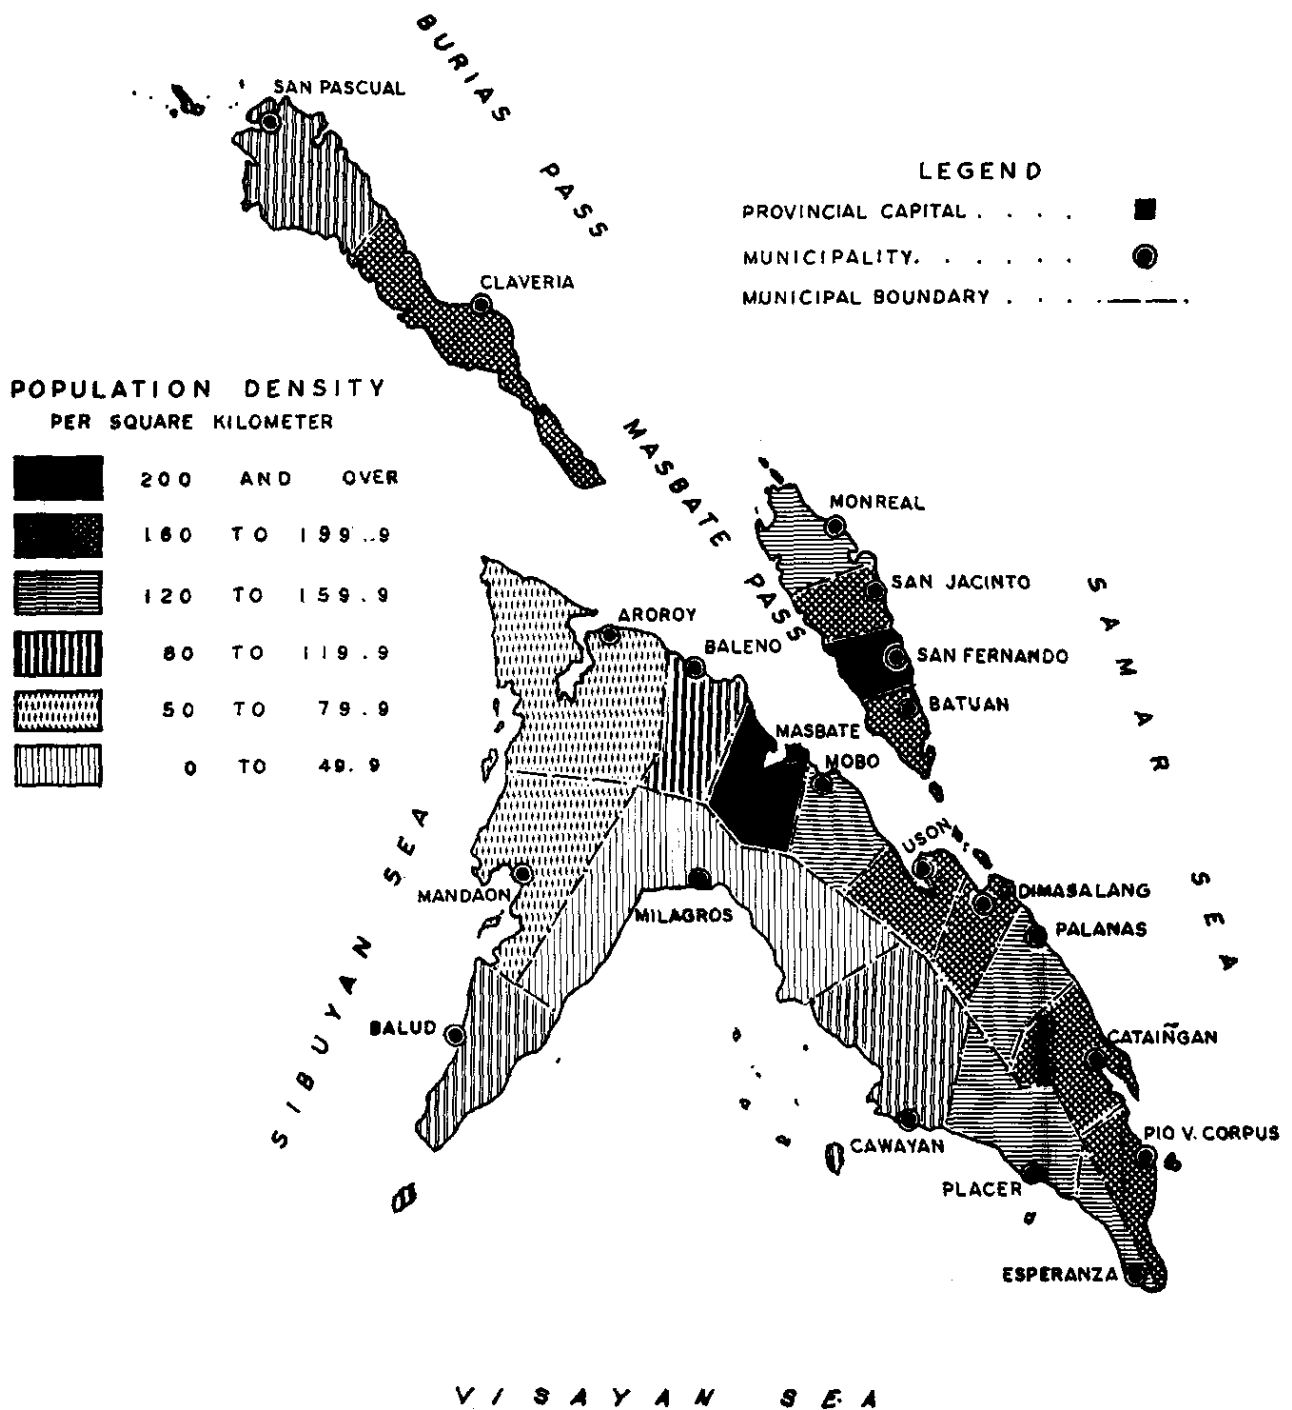 BURIAS PASS
SAN PASCUAL
LEGEND
PROVINCIAL CAPITAL . . . .
MUNICIPALITY. . . . . . .
MUNICIPAL BOUNDARY . . . .
CLAVERIA
POPULATION DENSITY
PER SQUARE KILOMETER
200 AND OVER
160 TO 199..9
120 TO 159.9
80 TO 119.9
50 TO 79.9
0 TO 49.9
MASBATE PASS
MONREAL
SAN JACINTO
SAMAR SEA
AROROY
BALENO
SAN FERNANDO
BATUAN
MASBATE
MOBO
USON
DIMASALANG
MANDAON
MILAGROS
PALANAS
SIBUYAN SEA
BALUD
CATAIÑGAN
CAWAYAN
PIO V. CORPUS
PLACER
ESPERANZA
VISAYAN SEA